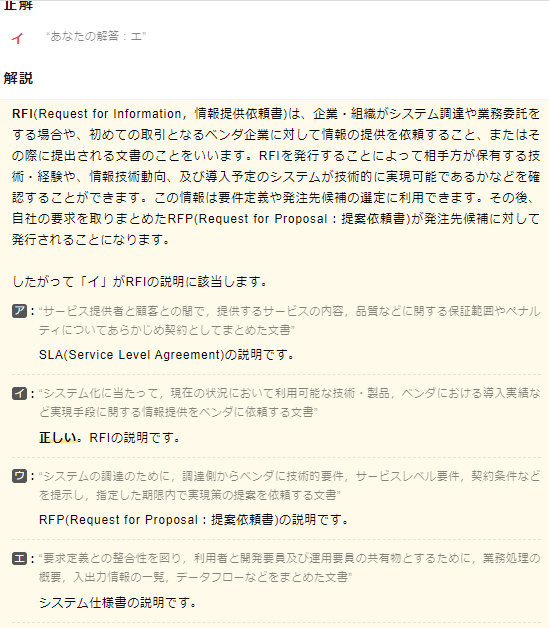 正解
イ “あなたの解答：エ”
解説
RFI(Request for Information，情報提供依頼書)は、企業・組織がシステム調達や業務委託を
する場合や、初めての取引となるベンダ企業に対して情報の提供を依頼すること、またはそ
の際に提出される文書のことをいいます。RFIを発行することによって相手方が保有する技
術・経験や、情報技術動向、及び導入予定のシステムが技術的に実現可能であるかなどを確
認することができます。この情報は要件定義や発注先候補の選定に利用できます。その後、
自社の要求を取りまとめたRFP(Request for Proposal：提案依頼書)が発注先候補に対して
発行されることになります。
したがって「イ」がRFIの説明に該当します。
ア：“サービス提供者と顧客との間で，提供するサービスの内容，品質などに関する保証範囲やペナル
ティについてあらかじめ契約としてまとめた文書”
SLA(Service Level Agreement)の説明です。
イ：“システム化に当たって，現在の状況において利用可能な技術・製品，ベンダにおける導入実績な
ど実現手段に関する情報提供をベンダに依頼する文書”
正しい。RFIの説明です。
ウ：“システムの調達のために，調達側からベンダに技術的要件，サービスレベル要件，契約条件など
を提示し，指定した期限内で実現策の提案を依頼する文書”
RFP(Request for Proposal：提案依頼書)の説明です。
エ：“要求定義との整合性を図り，利用者と開発要員及び運用要員の共有物とするために，業務処理の
概要，入出力情報の一覧，データフローなどをまとめた文書”
システム仕様書の説明です。